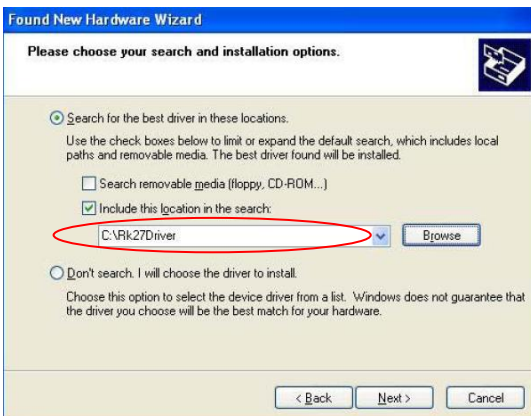 Found New Hardware Wizard
Please choose your search and installation options.
Search for the best driver in these locations.
Use the check boxes below to limit or expand the default search, which includes local
paths and removable media. The best driver found will be installed.
Search removable media (floppy, CD-ROM...)
Include this location in the search:
C:\Rk27Driver
Browse
Don't search. I will choose the driver to install.
Choose this option to select the device driver from a list. Windows does not guarantee that
the driver you choose will be the best match for your hardware.
< Back
Next >
Cancel